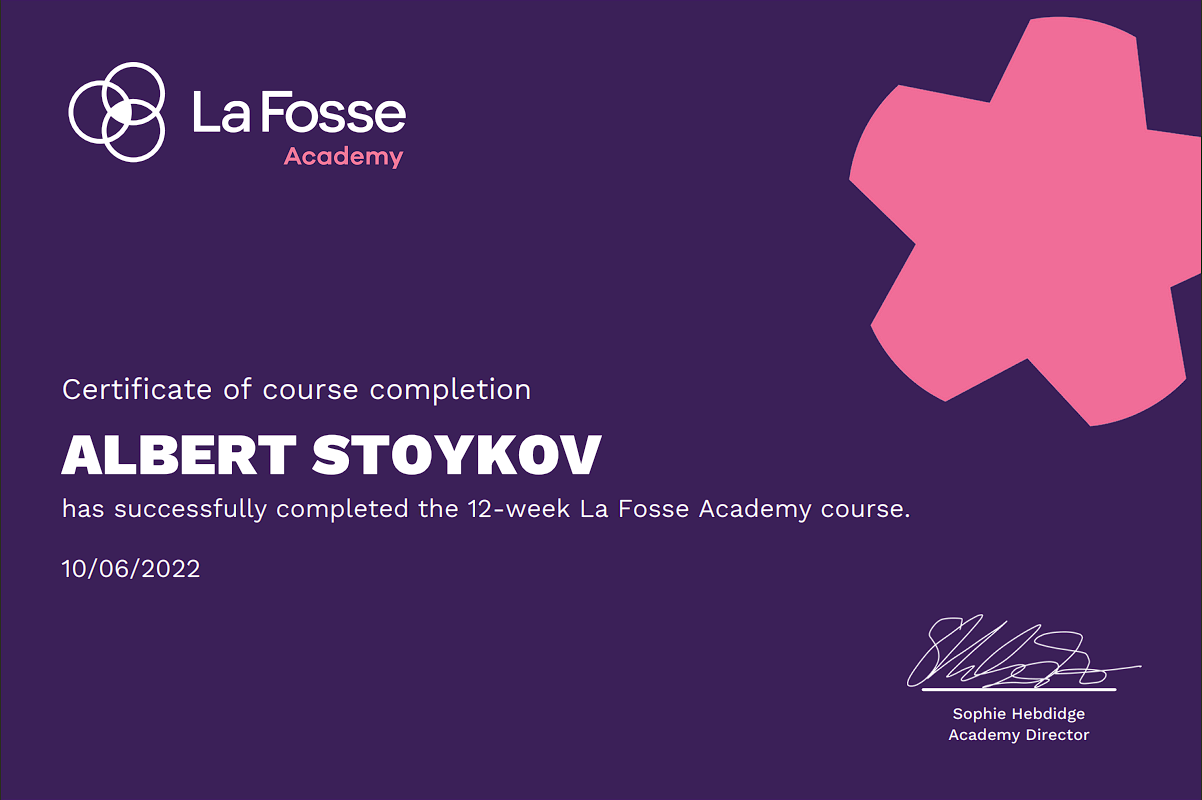 La Fosse
Academy
Certificate of course completion
ALBERT STOYKOV
has successfully completed the 12-week La Fosse Academy course.
10/06/2022
Sophie Hebdidge
Academy Director